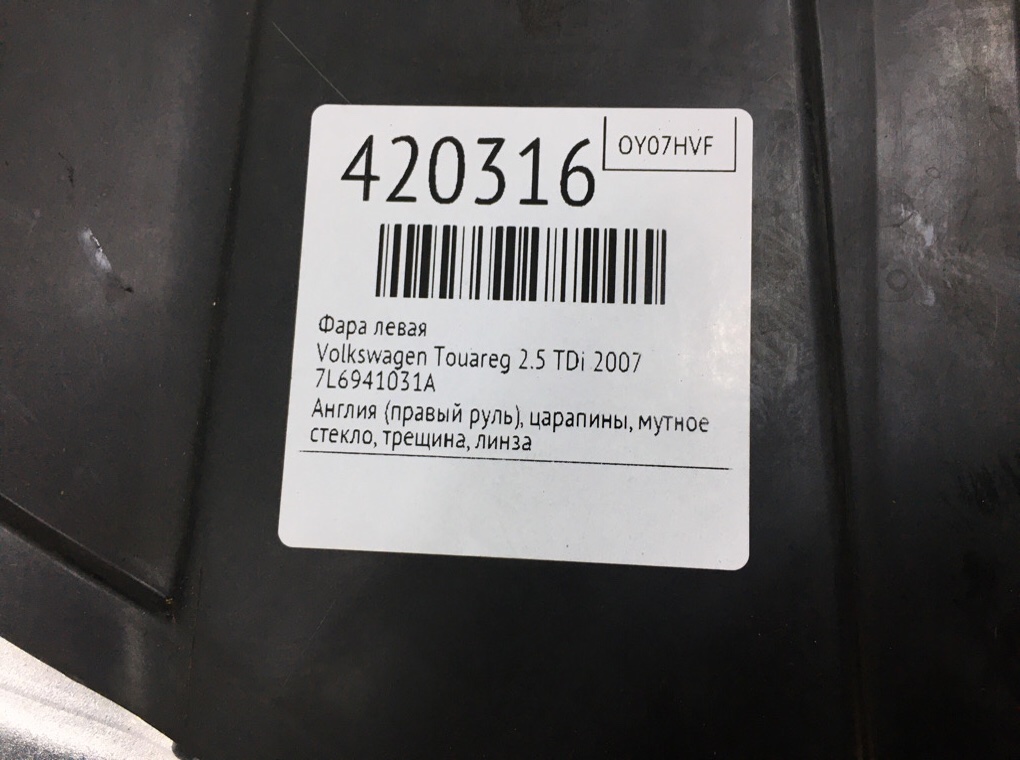 420316
OY07HVF
Фара левая
Volkswagen Touareg 2.5 TDi 2007
7L6941031A
Англия (правый руль), царапины, мутное
стекло, трещина, линза